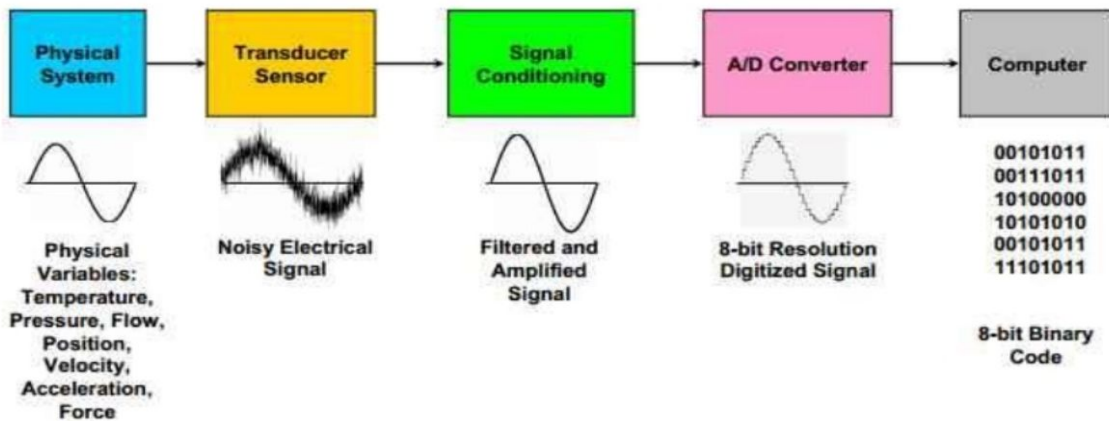 Physical
System
Transducer
Sensor
Signal
Conditioning
A/D Converter
Computer
Physical
Variables:
Temperature,
Pressure, Flow,
Position,
Velocity,
Acceleration,
Force
Noisy Electrical
Signal
Filtered and
Amplified
Signal
8-bit Resolution
Digitized Signal
00101011
00111011
10100000
10101010
00101011
11101011
8-bit Binary
Code